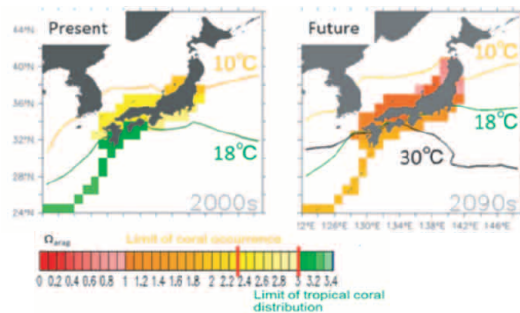 Present
Future
10°C
10°C
18°C
18°C
30°C
40°N
36°N
32°N
28°N
24°N
2000s
2090s
126°E
130°E
134°E
138°E
142°E
146°E
Ωarag
Limit of coral occurrence
0 0.2 0.4 0.6 0.8 1 1.2 1.4 1.6 1.8 2 2.2 2.4 2.6 2.8 3 3.2 3.4
Limit of tropical coral
distribution